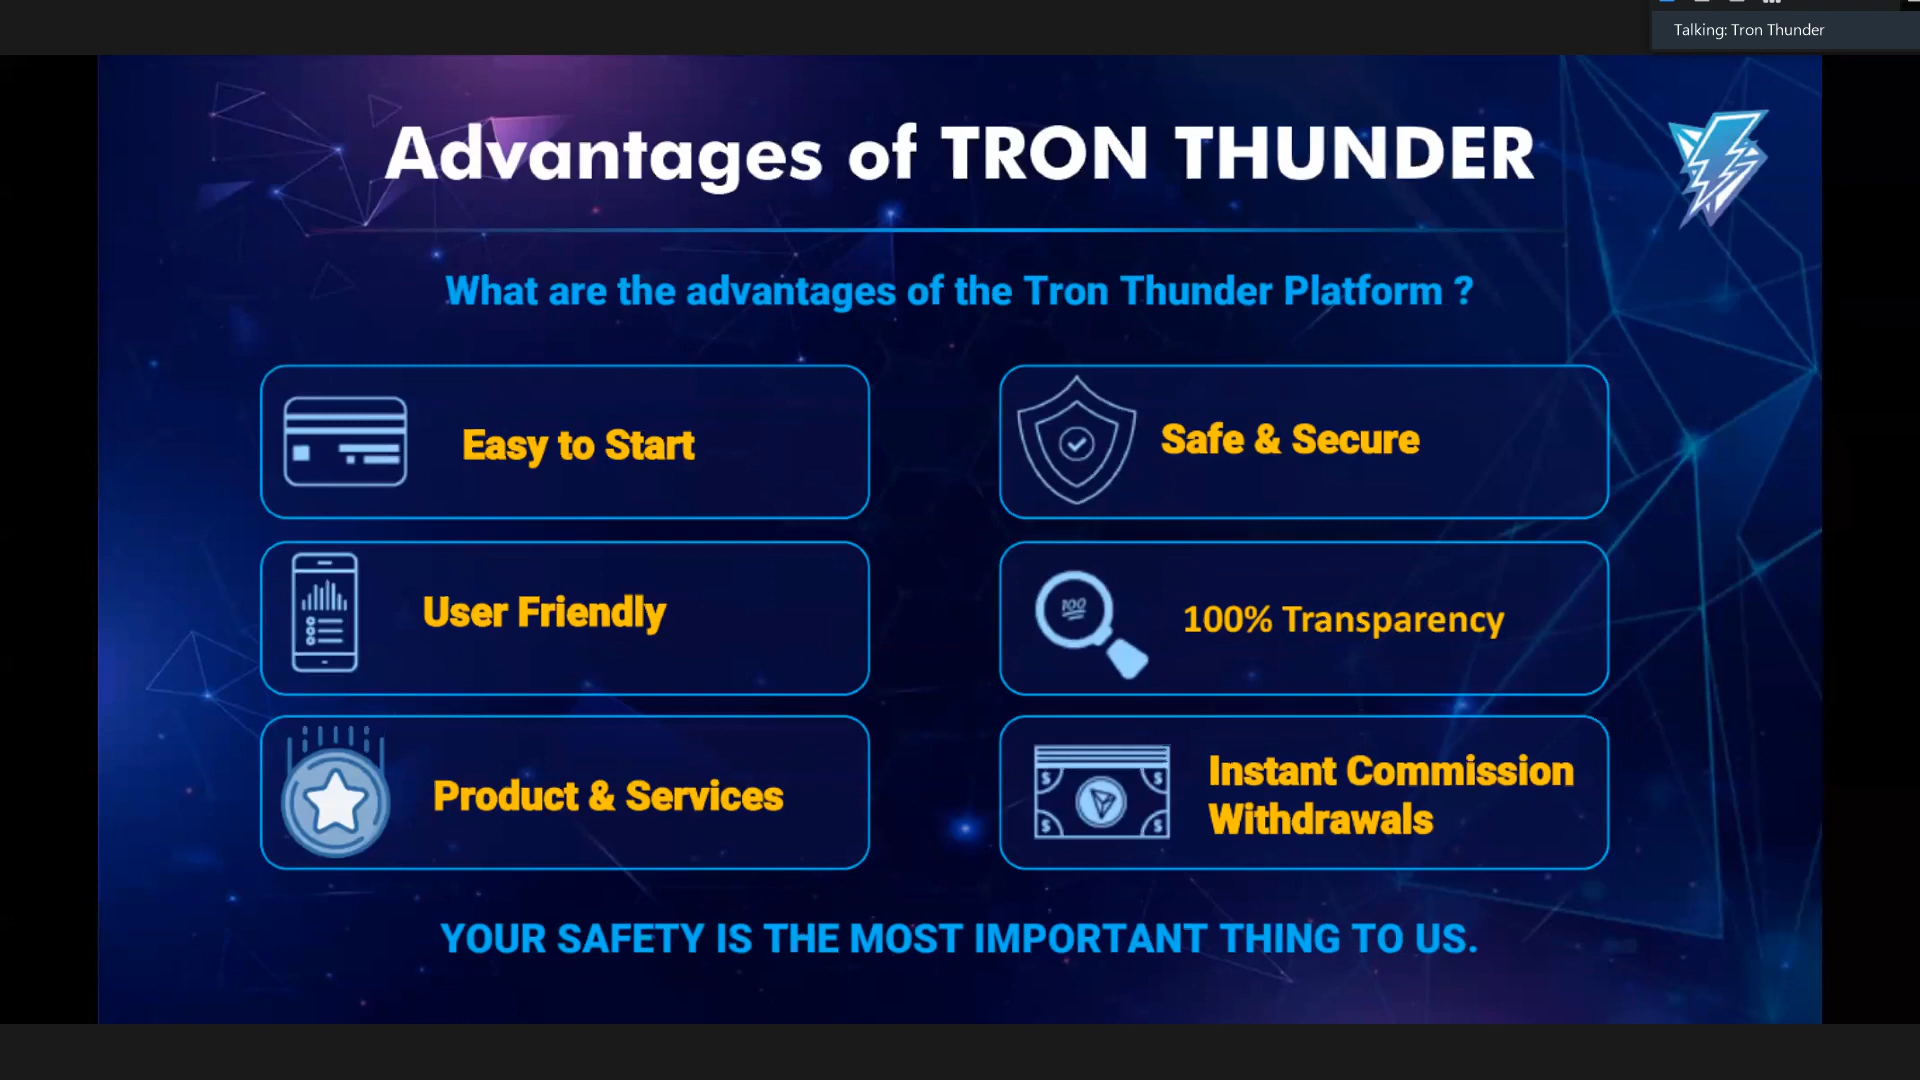 Talking: Tron Thunder
Advantages of TRON THUNDER
What are the advantages of the Tron Thunder Platform ?
Easy to Start
Safe & Secure
User Friendly
100
100% Transparency
Product & Services
$ $
$ $
Instant Commission
Withdrawals
YOUR SAFETY IS THE MOST IMPORTANT THING TO US.